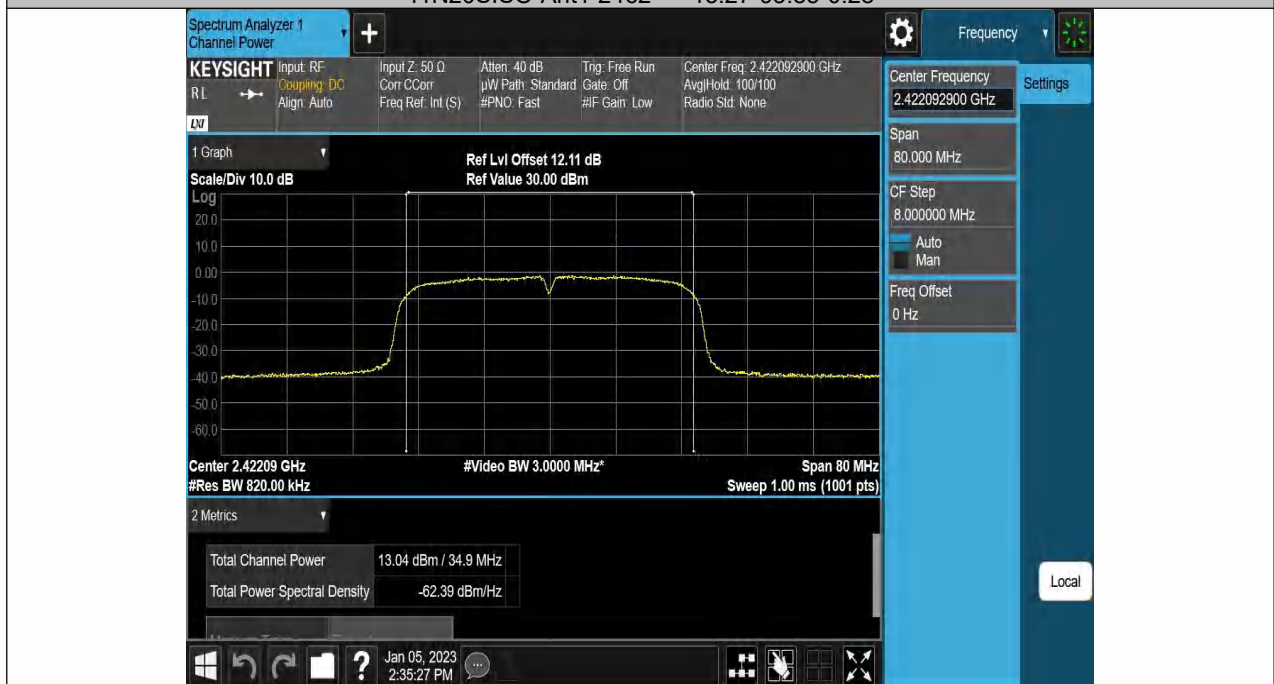 Spectrum Analyzer 1
Channel Power
+
Frequency
KEYSIGHT
RL
LXI
Input: RF
Coupling: DC
Align: Auto
Input Z: 50 Ω
Corr CCorr
Freq Ref: Int (S)
Atten: 40 dB
µW Path: Standard
#PNO: Fast
Trig: Free Run
Gate: Off
#IF Gain: Low
Center Freq: 2.422092900 GHz
Avg|Hold: 100/100
Radio Std: None
Center Frequency
2.422092900 GHz
Settings
Span
80.000 MHz
CF Step
8.000000 MHz
Auto
Man
Freq Offset
0 Hz
1 Graph
Scale/Div 10.0 dB
Ref Lvl Offset 12.11 dB
Ref Value 30.00 dBm
Log
20.0
10.0
0.00
-10.0
-20.0
-30.0
-40.0
-50.0
-60.0
Center 2.42209 GHz
#Res BW 820.00 kHz
#Video BW 3.0000 MHz*
Span 80 MHz
Sweep 1.00 ms (1001 pts)
2 Metrics
Total Channel Power 13.04 dBm / 34.9 MHz
Total Power Spectral Density -62.39 dBm/Hz
Local
?
Jan 05, 2023
2:35:27 PM